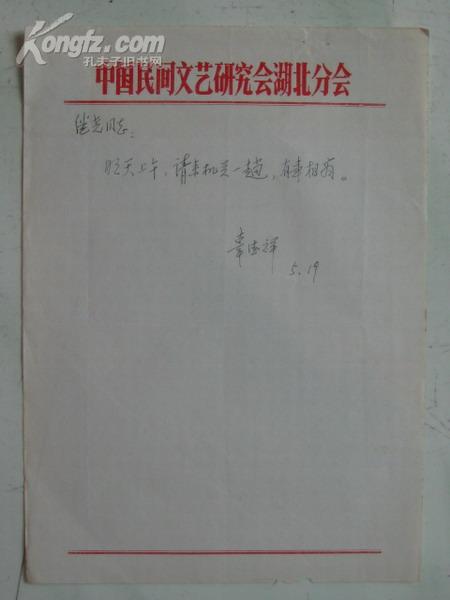 Kongfz.com
孔夫子旧书网
中国民间文艺研究会湖北分会
同志：
明天上午，请来机关一趟，有事相商。
祥
5.19